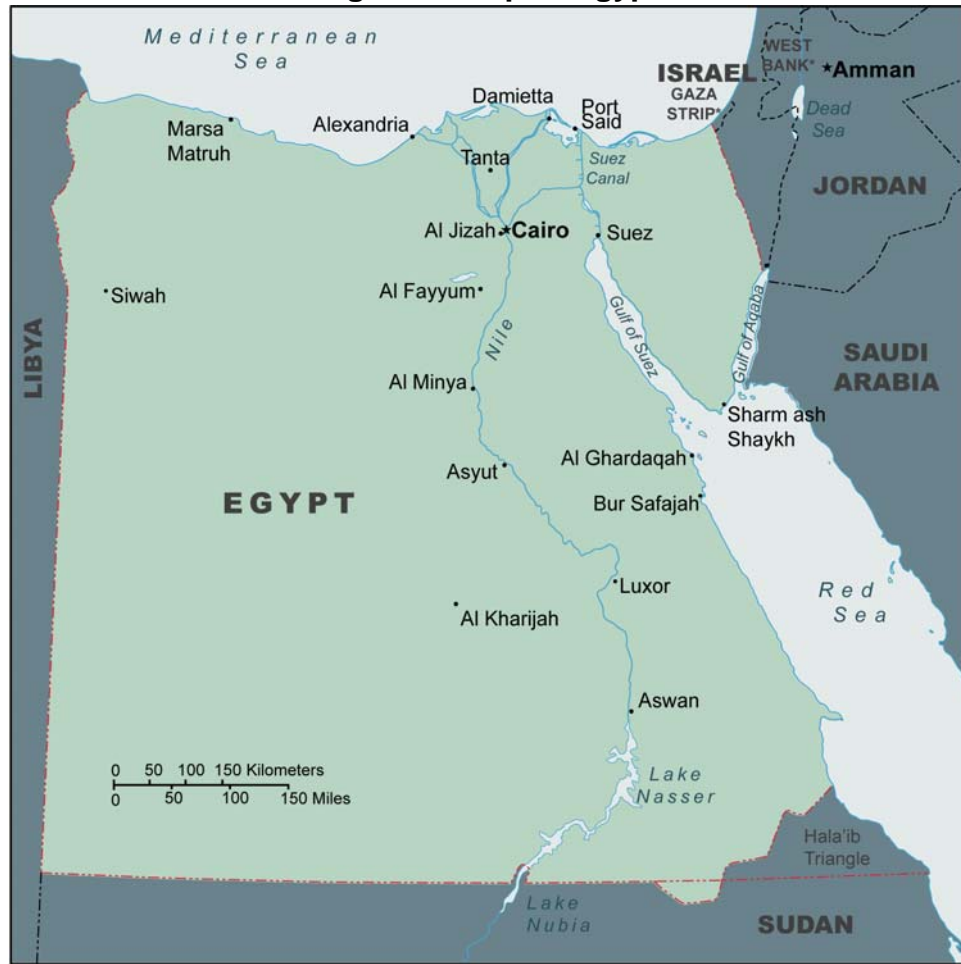 Mediterranean
Sea
WEST
BANK*
Amman
ISRAEL
GAZA
STRIP*
Dead
Sea
Damietta
Port
Said
Alexandria
Marsa
Matruh
Tanta
Suez
Canal
JORDAN
Al Jizah
Cairo
Suez
Siwah
Al Fayyum
Nile
Gulf of Suez
Gulf of Aqaba
LIBYA
SAUDI
ARABIA
Al Minya
Sharm ash
Shaykh
Asyut
Al Ghardaqah
EGYPT
Bur Safajah
Luxor
Red
Sea
Al Kharijah
Aswan
0 50 100 150 Kilometers
0 50 100 150 Miles
Lake
Nasser
Hala'ib
Triangle
Lake
Nubia
SUDAN